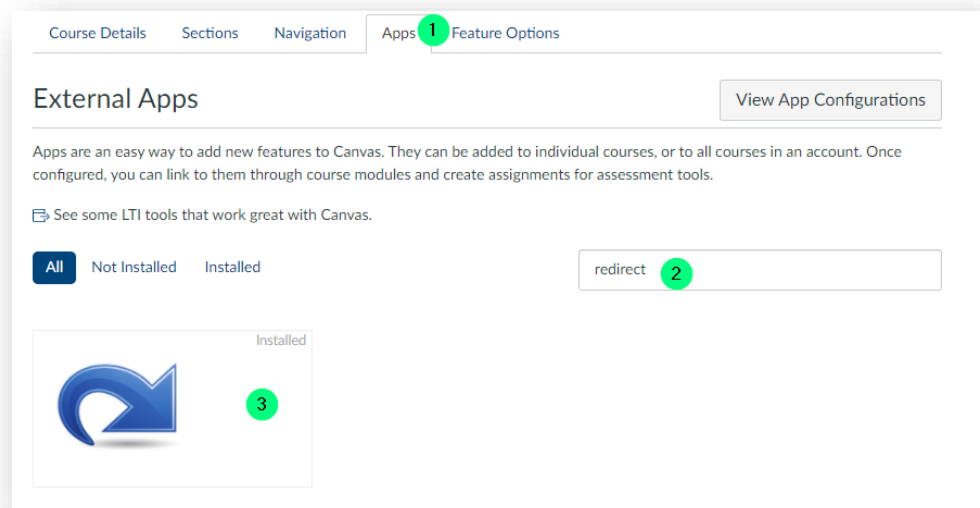 Course Details Sections Navigation Apps 1 Feature Options
External Apps View App Configurations
Apps are an easy way to add new features to Canvas. They can be added to individual courses, or to all courses in an account. Once
configured, you can link to them through course modules and create assignments for assessment tools.
See some LTI tools that work great with Canvas.
All Not Installed Installed redirect 2
Installed
3